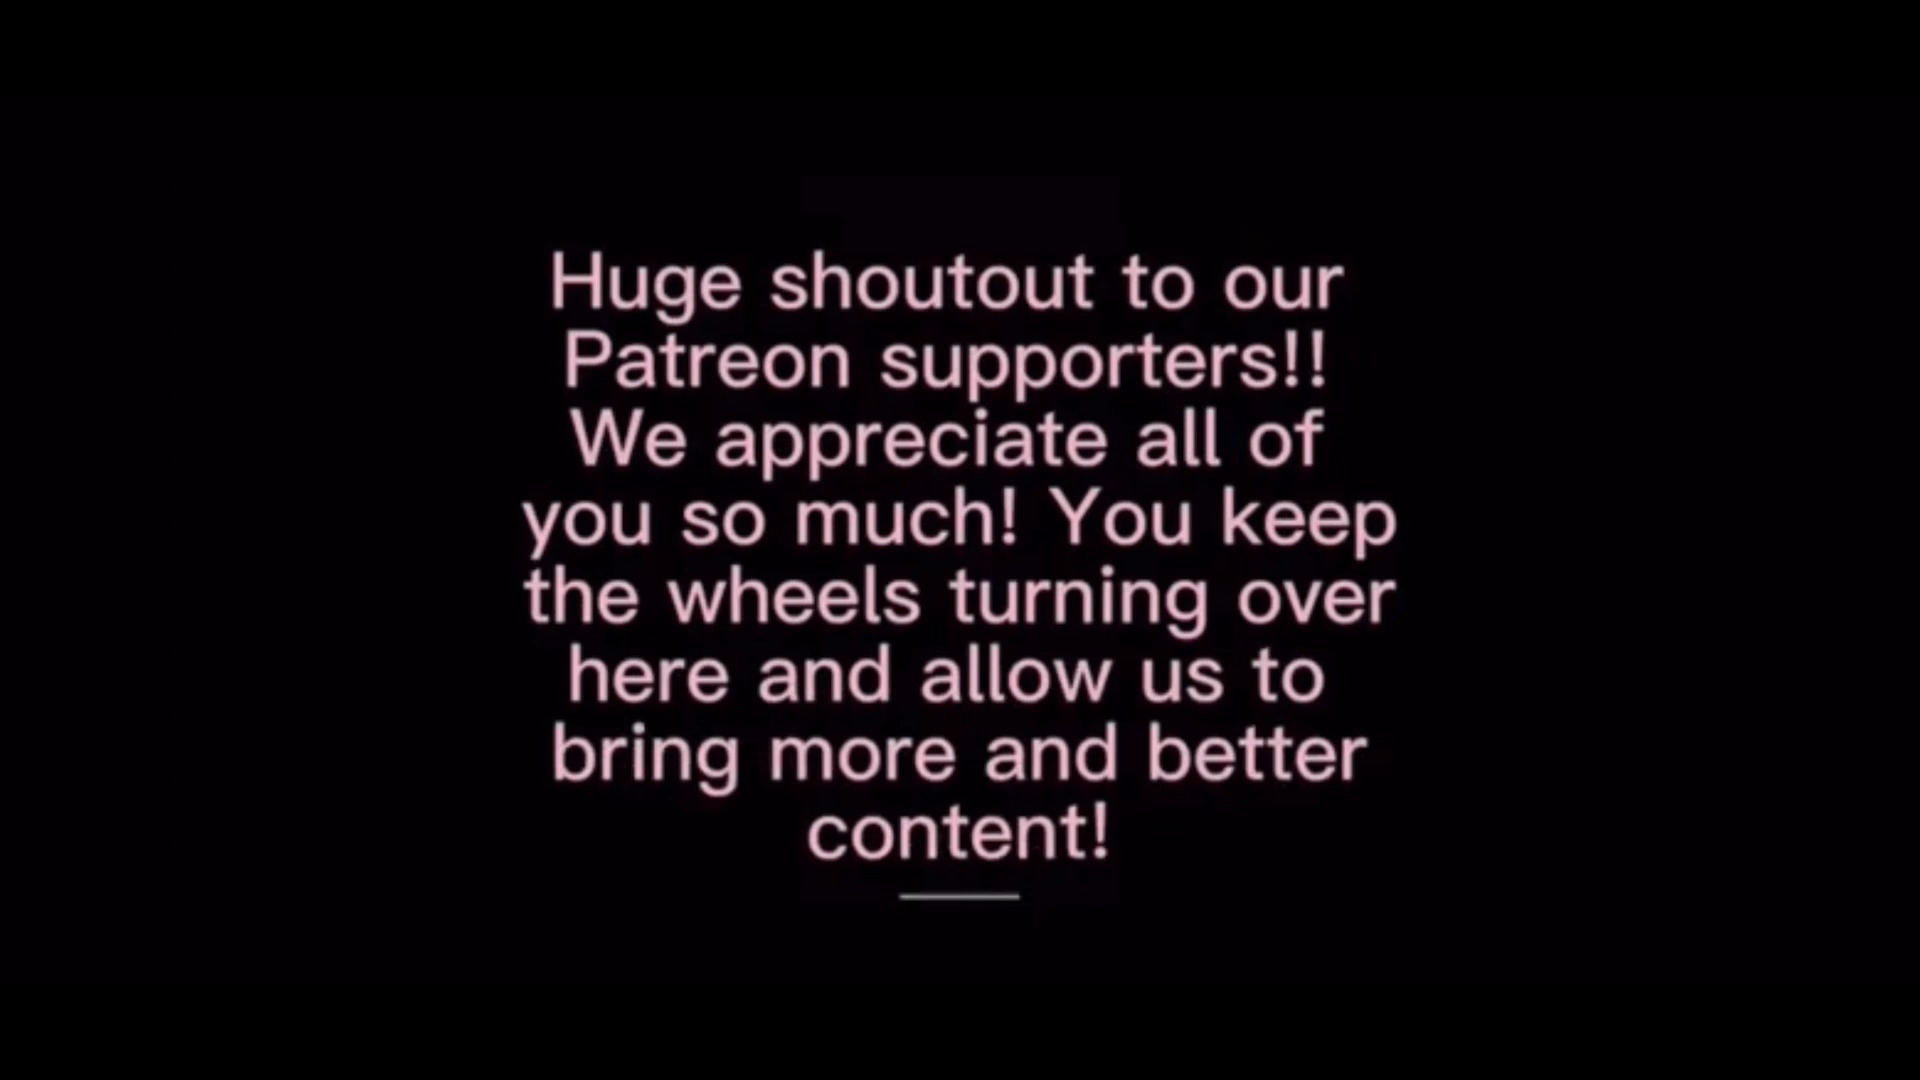 Huge shoutout to our
Patreon supporters!!
We appreciate all of
you so much! You keep
the wheels turning over
here and allow us to
bring more and better
content!